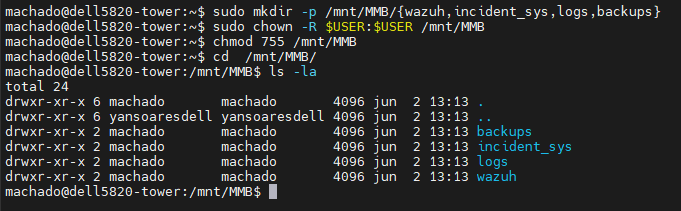 machado@dell5820-tower:~$ sudo mkdir -p /mnt/MMB/{wazuh,incident_sys,logs,backups}
machado@dell5820-tower:~$ sudo chown -R $USER:$USER /mnt/MMB
machado@dell5820-tower:~$ chmod 755 /mnt/MMB
machado@dell5820-tower:~$ cd  /mnt/MMB/
machado@dell5820-tower:/mnt/MMB$ ls -la
total 24
drwxr-xr-x 6 machado       machado       4096 jun  2 13:13 .
drwxr-xr-x 6 yansoaresdell yansoaresdell 4096 jun  2 13:13 ..
drwxr-xr-x 2 machado       machado       4096 jun  2 13:13 backups
drwxr-xr-x 2 machado       machado       4096 jun  2 13:13 incident_sys
drwxr-xr-x 2 machado       machado       4096 jun  2 13:13 logs
drwxr-xr-x 2 machado       machado       4096 jun  2 13:13 wazuh
machado@dell5820-tower:/mnt/MMB$